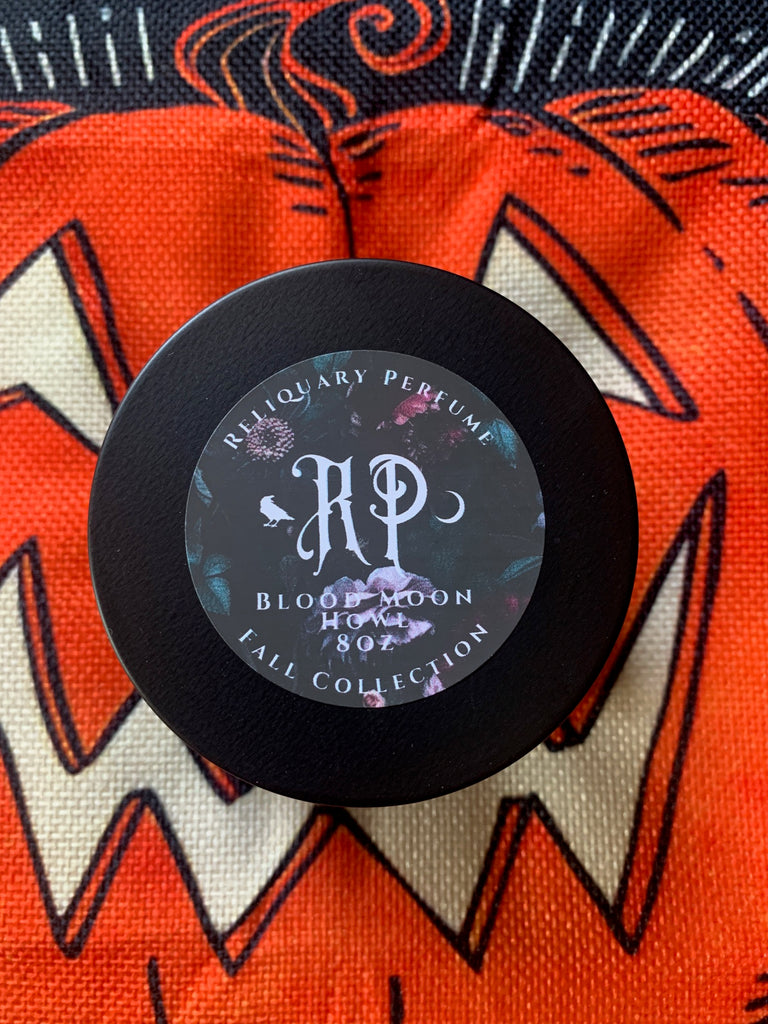 Reliquary Perfume
RP
Blood Moon
Howl
8oz
Fall Collection